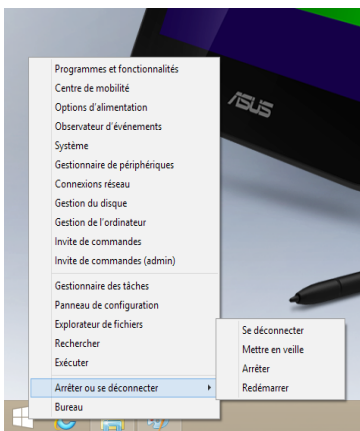 ASUS
Programmes et fonctionnalités
Centre de mobilité
Options d'alimentation
Observateur d'événements
Système
Gestionnaire de périphériques
Connexions réseau
Gestion du disque
Gestion de l'ordinateur
Invite de commandes
Invite de commandes (admin)
Gestionnaire des tâches
Panneau de configuration
Explorateur de fichiers
Rechercher
Exécuter
Arrêter ou se déconnecter
Bureau
Se déconnecter
Mettre en veille
Arrêter
Redémarrer